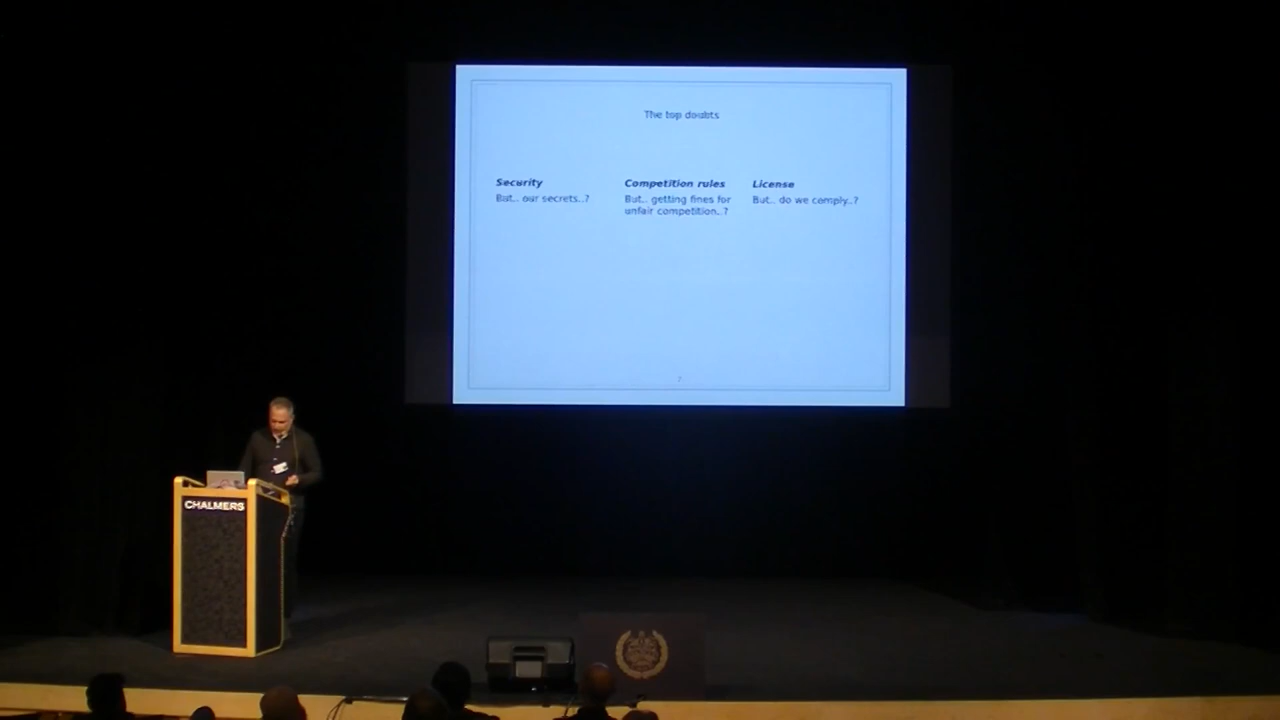 The top doubts
Security
But.. our secrets..?
Competition rules
But.. getting fines for
unfair competition..?
License
But.. do we comply..?
CHALMERS